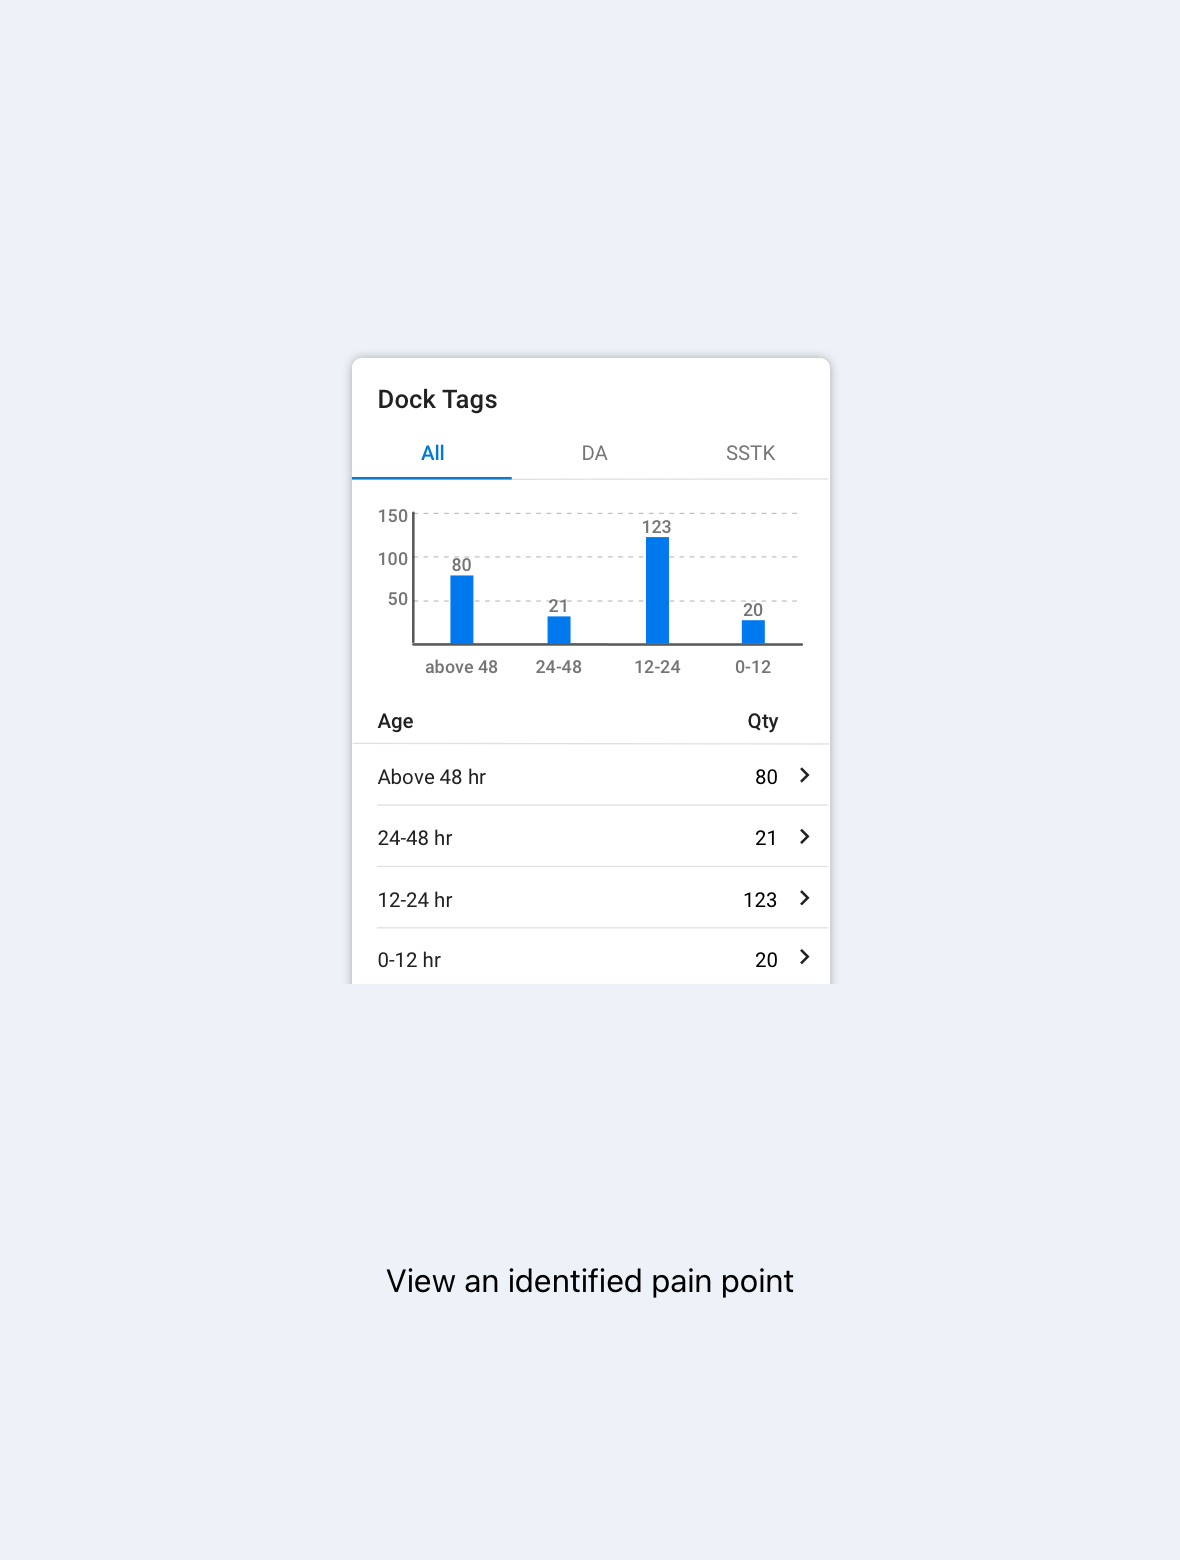 Dock Tags
All DA SSTK
150
100
50
80 21 123 20
above 48 24-48 12-24 0-12
Age Qty
Above 48 hr 80
24-48 hr 21
12-24 hr 123
0-12 hr 20
View an identified pain point